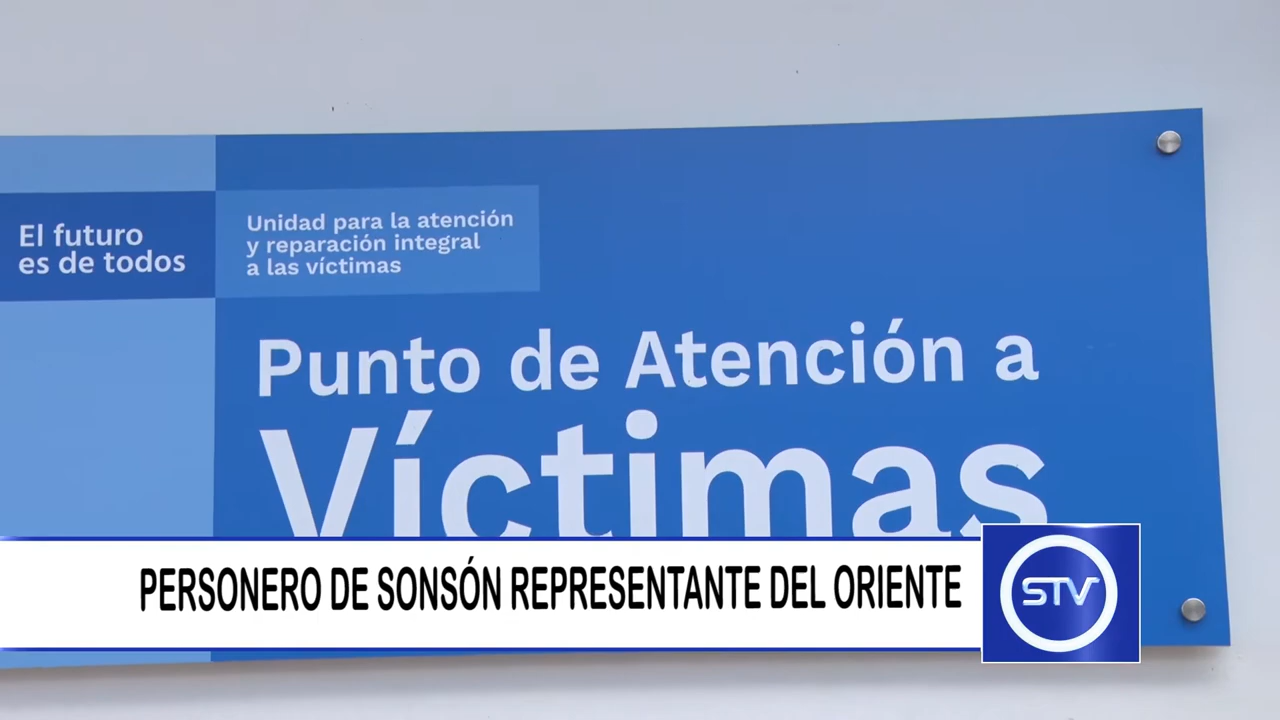 El futuro
es de todos
Unidad para la atención
y reparación integral
a las víctimas
Punto de Atención a
Víctimas
PERSONERO DE SONSÓN REPRESENTANTE DEL ORIENTE
STV